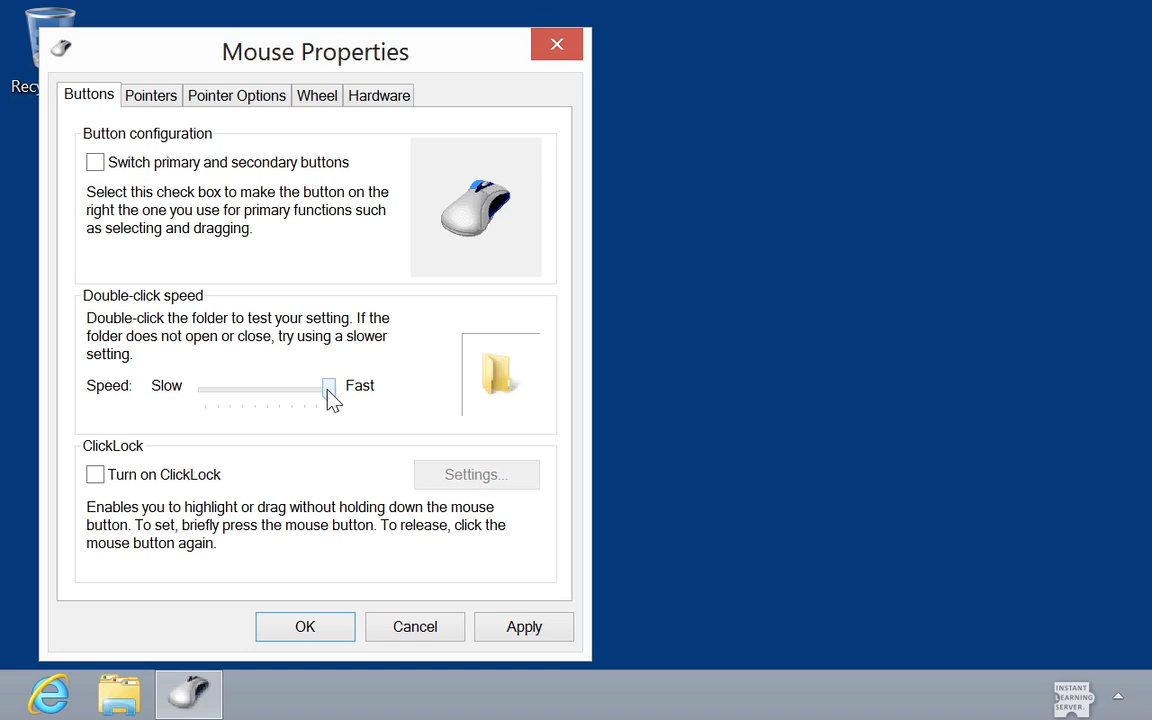 Mouse Properties
Buttons Pointers Pointer Options Wheel Hardware
Button configuration
Switch primary and secondary buttons
Select this check box to make the button on the
right the one you use for primary functions such
as selecting and dragging.
Double-click speed
Double-click the folder to test your setting. If the
folder does not open or close, try using a slower
setting.
Speed: Slow Fast
ClickLock
Turn on ClickLock Settings...
Enables you to highlight or drag without holding down the mouse
button. To set, briefly press the mouse button. To release, click the
mouse button again.
OK Cancel Apply
INSTANT
LEARNING
SERVER.